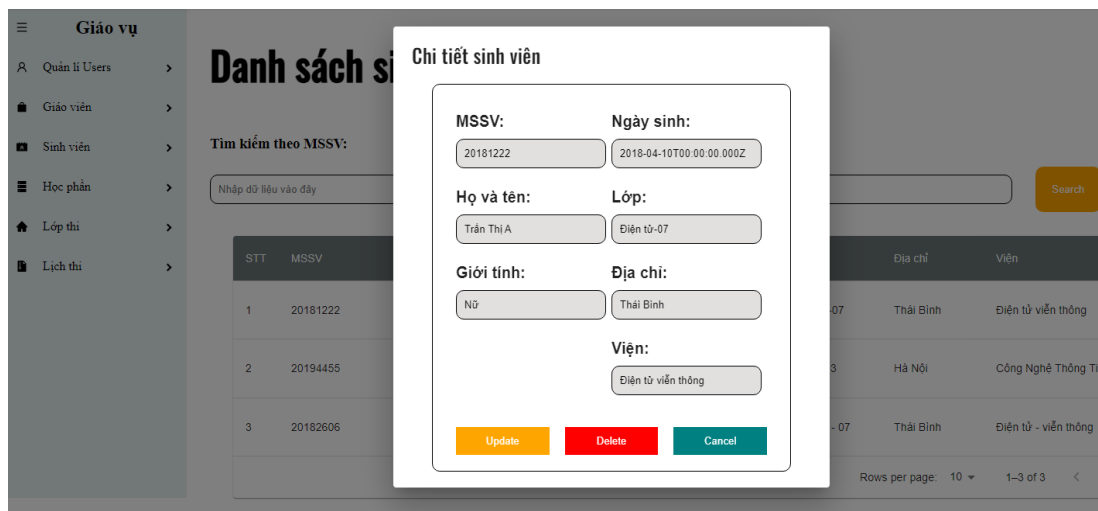 Giáo vụ
Quản lí Users
Giáo viên
Sinh viên
Học phần
Lớp thi
Lịch thi
Danh sách si
Tìm kiếm theo MSSV:
Nhập dữ liệu vào đây
Search
STT MSSV Địa chỉ Viện
1 20181222 -07 Thái Bình Điện tử viễn thông
2 20194455 3 Hà Nội Công Nghệ Thông Ti
3 20182606 - 07 Thái Bình Điện tử - viễn thông
Rows per page: 10 1–3 of 3
Chi tiết sinh viên
MSSV: Ngày sinh:
20181222 2018-04-10T00:00:00.000Z
Họ và tên: Lớp:
Trần Thị A Điện tử-07
Giới tính: Địa chỉ:
Nữ Thái Bình
Viện:
Điện tử viễn thông
Update Delete Cancel